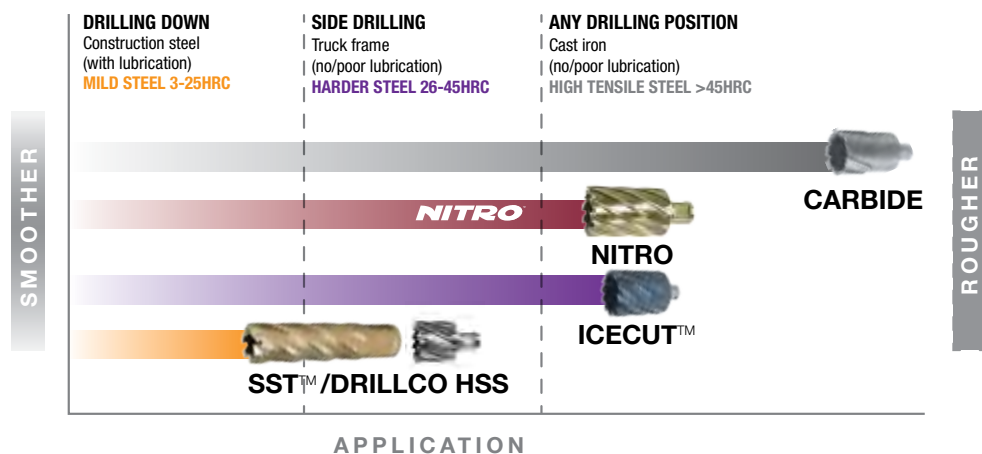 DRILLING DOWN
Construction steel
(with lubrication)
MILD STEEL 3-25HRC
SIDE DRILLING
Truck frame
(no/poor lubrication)
HARDER STEEL 26-45HRC
ANY DRILLING POSITION
Cast iron
(no/poor lubrication)
HIGH TENSILE STEEL >45HRC
SMOOTHER
ROUGHER
CARBIDE
NITRO
NITRO
ICECUT™
SST™/DRILLCO HSS
APPLICATION